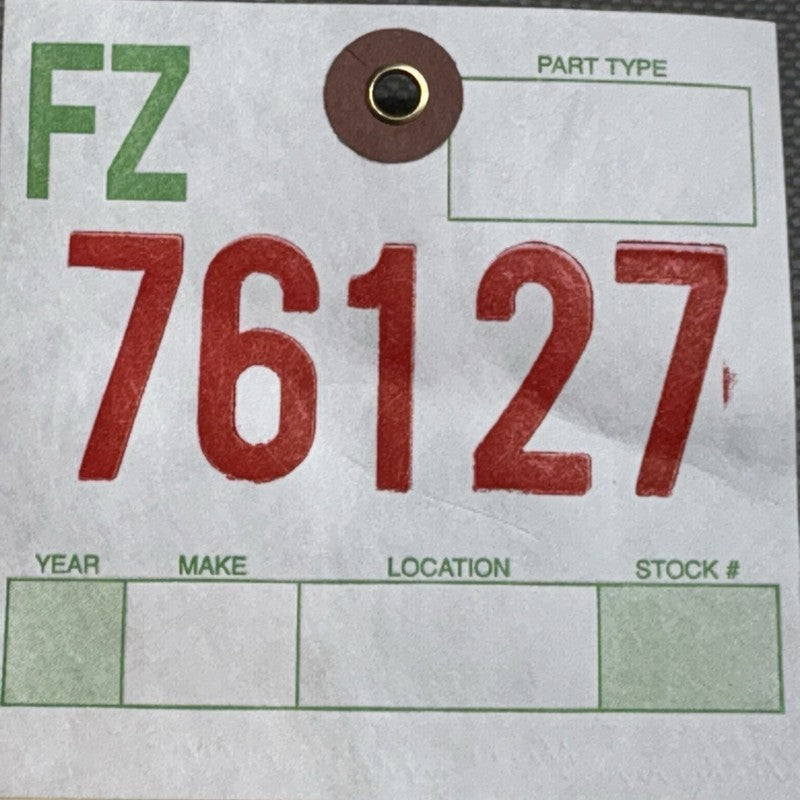 FZ
PART TYPE
76127
YEAR MAKE LOCATION STOCK #